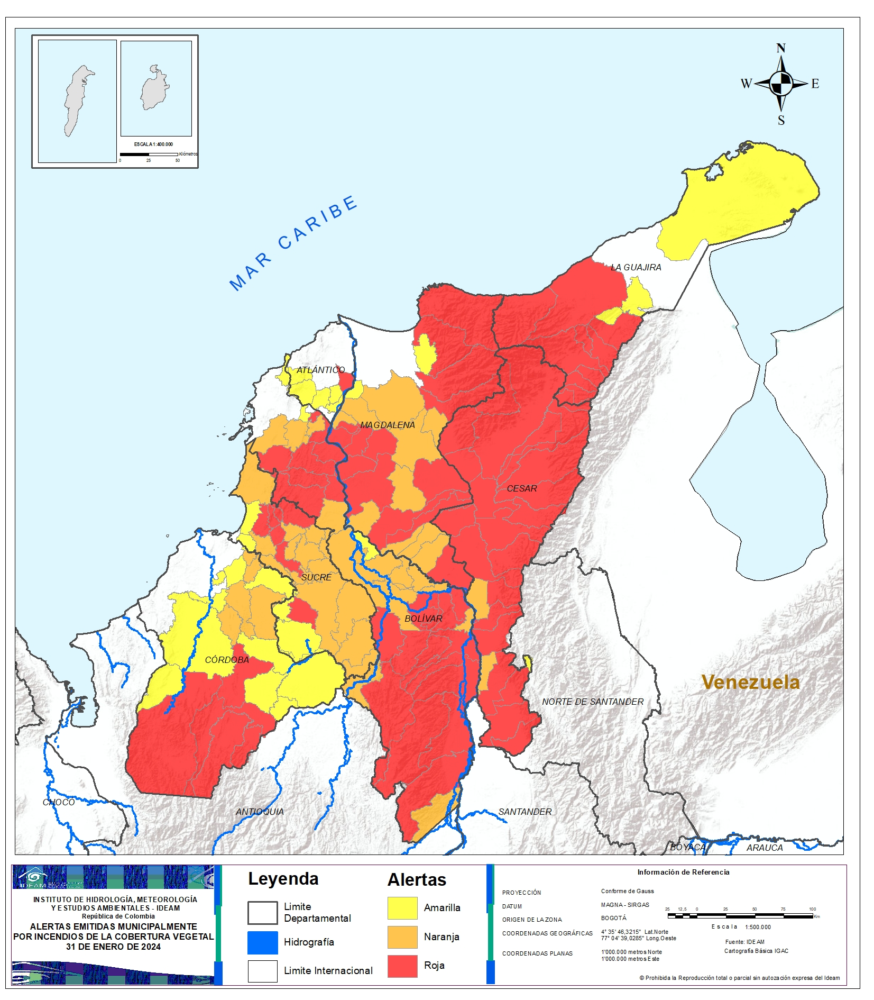 ESCALA 1:400.000
Kilómetros
0 25 50
N
W E
S
MAR CARIBE
LA GUAJIRA
ATLÁNTICO
MAGDALENA
CESAR
SUCRE
BOLÍVAR
CÓRDOBA
Venezuela
NORTE DE SANTANDER
CHOCÓ
ANTIOQUIA
SANTANDER
BOYACÁ
ARAUCA
IDEAM
INSTITUTO DE HIDROLOGÍA, METEOROLOGÍA
Y ESTUDIOS AMBIENTALES - IDEAM
República de Colombia
ALERTAS EMITIDAS MUNICIPALMENTE
POR INCENDIOS DE LA COBERTURA VEGETAL
31 DE ENERO DE 2024
Leyenda
Limite
Departamental
Hidrografía
Limite Internacional
Alertas
Amarilla
Naranja
Roja
Información de Referencia
PROYECCIÓN Conforme de Gauss
DATUM MAGNA - SIRGAS
ORIGEN DE LA ZONA BOGOTÁ
COORDENADAS GEOGRÁFICAS 4° 35' 46,3215" Lat.Norte
77° 04' 39,0285" Long.Oeste
COORDENADAS PLANAS 1'000.000 metros Norte
1'000.000 metros Este
25 12,5 0 25 50 75 100
Km
Escala 1:500.000
Fuente: IDEAM
Cartografía Básica IGAC
© Prohibida la Reproducción total o parcial sin autozación expresa del Ideam